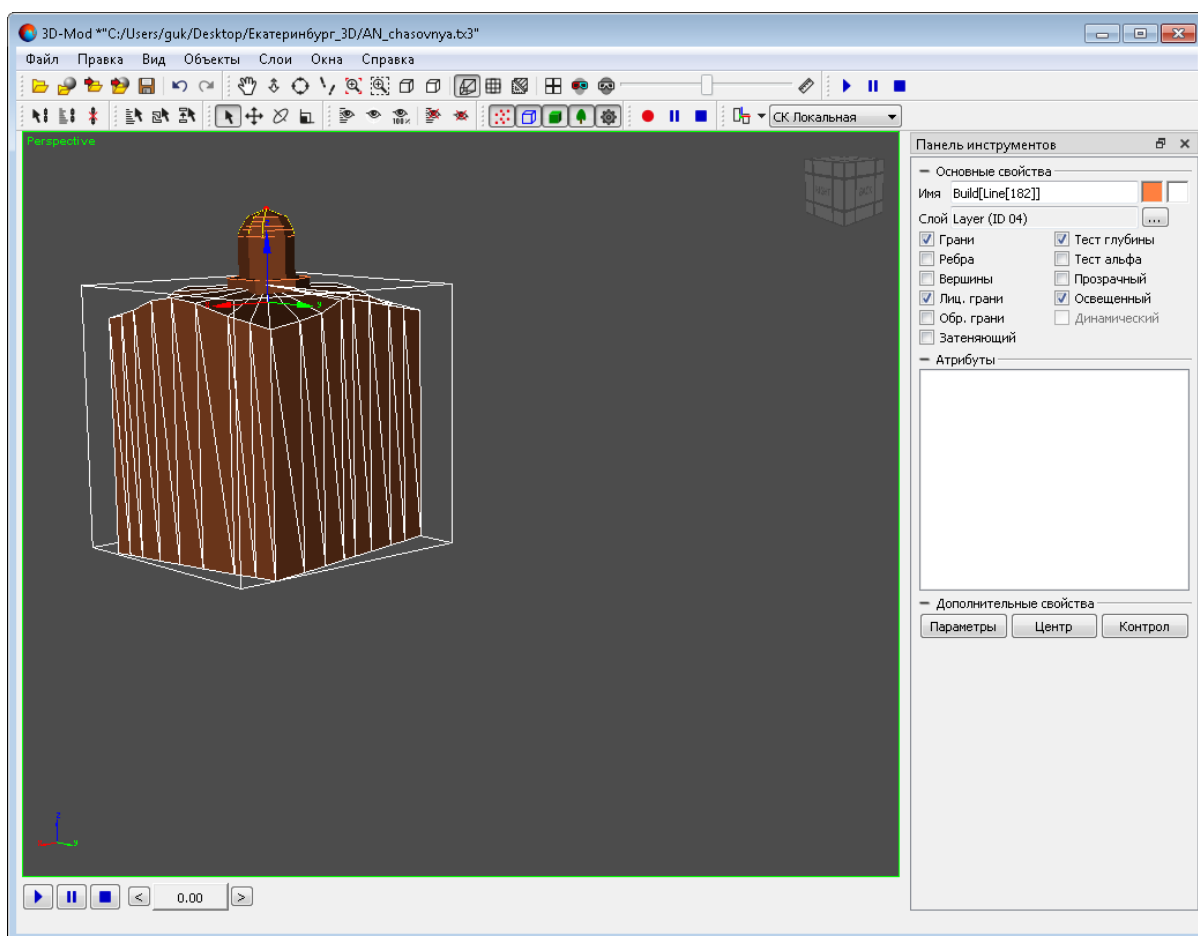 3D-Mod *"C:/Users/guk/Desktop/Екатеринбург_3D/AN_chasovnya.tx3"
Файл Правка Вид Объекты Слои Окна Справка
100%
СК Локальная
Perspective
Панель инструментов
Основные свойства
Имя Build[Line[182]]
Слой Layer (ID 04) ...
Грани Тест глубины
Ребра Тест альфа
Вершины Прозрачный
Лиц. грани Освещенный
Обр. грани Динамический
Затеняющий
Атрибуты
Дополнительные свойства
Параметры Центр Контрол
z
y
< 0.00 >